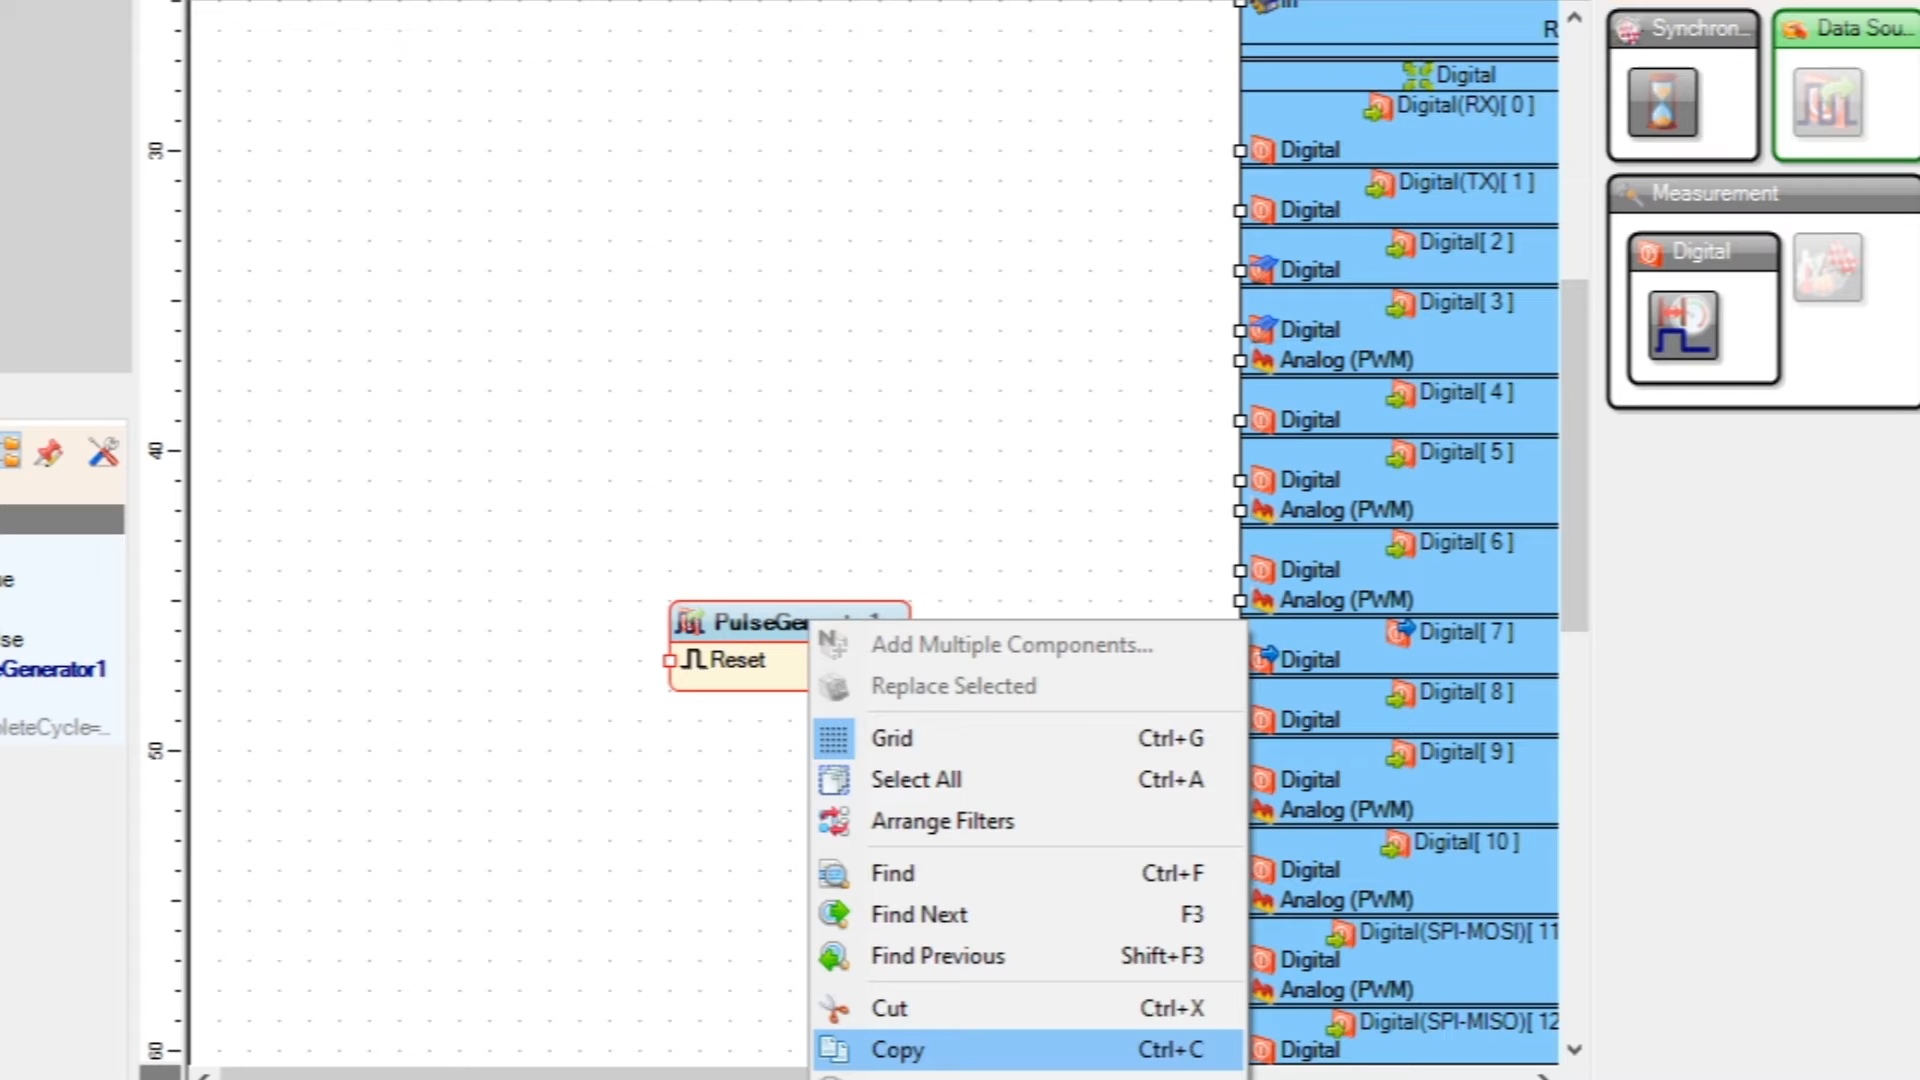 In
R
Digital
Digital(RX)[ 0 ]
Digital
Digital(TX)[ 1 ]
Digital
Digital[ 2 ]
Digital
Digital[ 3 ]
Digital
Analog (PWM)
Digital[ 4 ]
Digital
Digital[ 5 ]
Digital
Analog (PWM)
Digital[ 6 ]
Digital
Analog (PWM)
Digital[ 7 ]
Digital
Digital[ 8 ]
Digital
Digital[ 9 ]
Digital
Analog (PWM)
Digital[ 10 ]
Digital
Analog (PWM)
Digital(SPI-MOSI)[ 11
Digital
Analog (PWM)
Digital(SPI-MISO)[ 12
Digital
Synchron...
Data Sou...
Measurement
Digital
30
40
50
60
se
eGenerator1
leteCycle=...
PulseGe
Reset
Add Multiple Components...
Replace Selected
Grid Ctrl+G
Select All Ctrl+A
Arrange Filters
Find Ctrl+F
Find Next F3
Find Previous Shift+F3
Cut Ctrl+X
Copy Ctrl+C